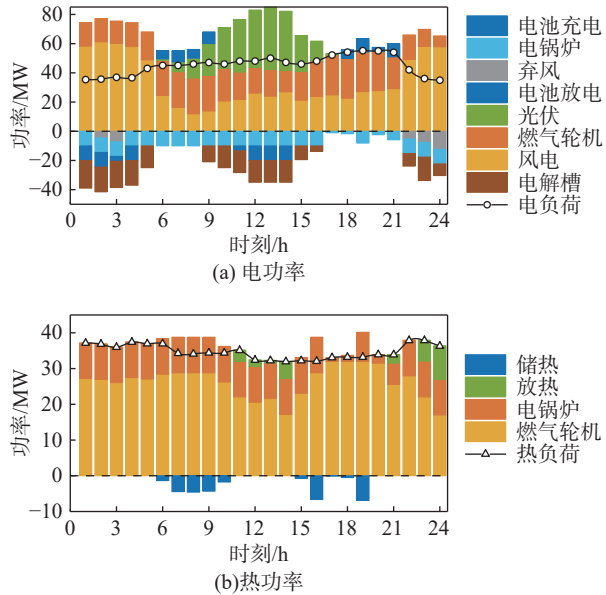 80
60
40
20
0
−20
−40
功率/MW
0 3 6 9 12 15 18 21 24
时刻/h
电池充电
电锅炉
弃风
电池放电
光伏
燃气轮机
风电
电解槽
电负荷
(a) 电功率
40
30
20
10
0
−10
功率/MW
0 3 6 9 12 15 18 21 24
时刻/h
储热
放热
电锅炉
燃气轮机
热负荷
(b)热功率